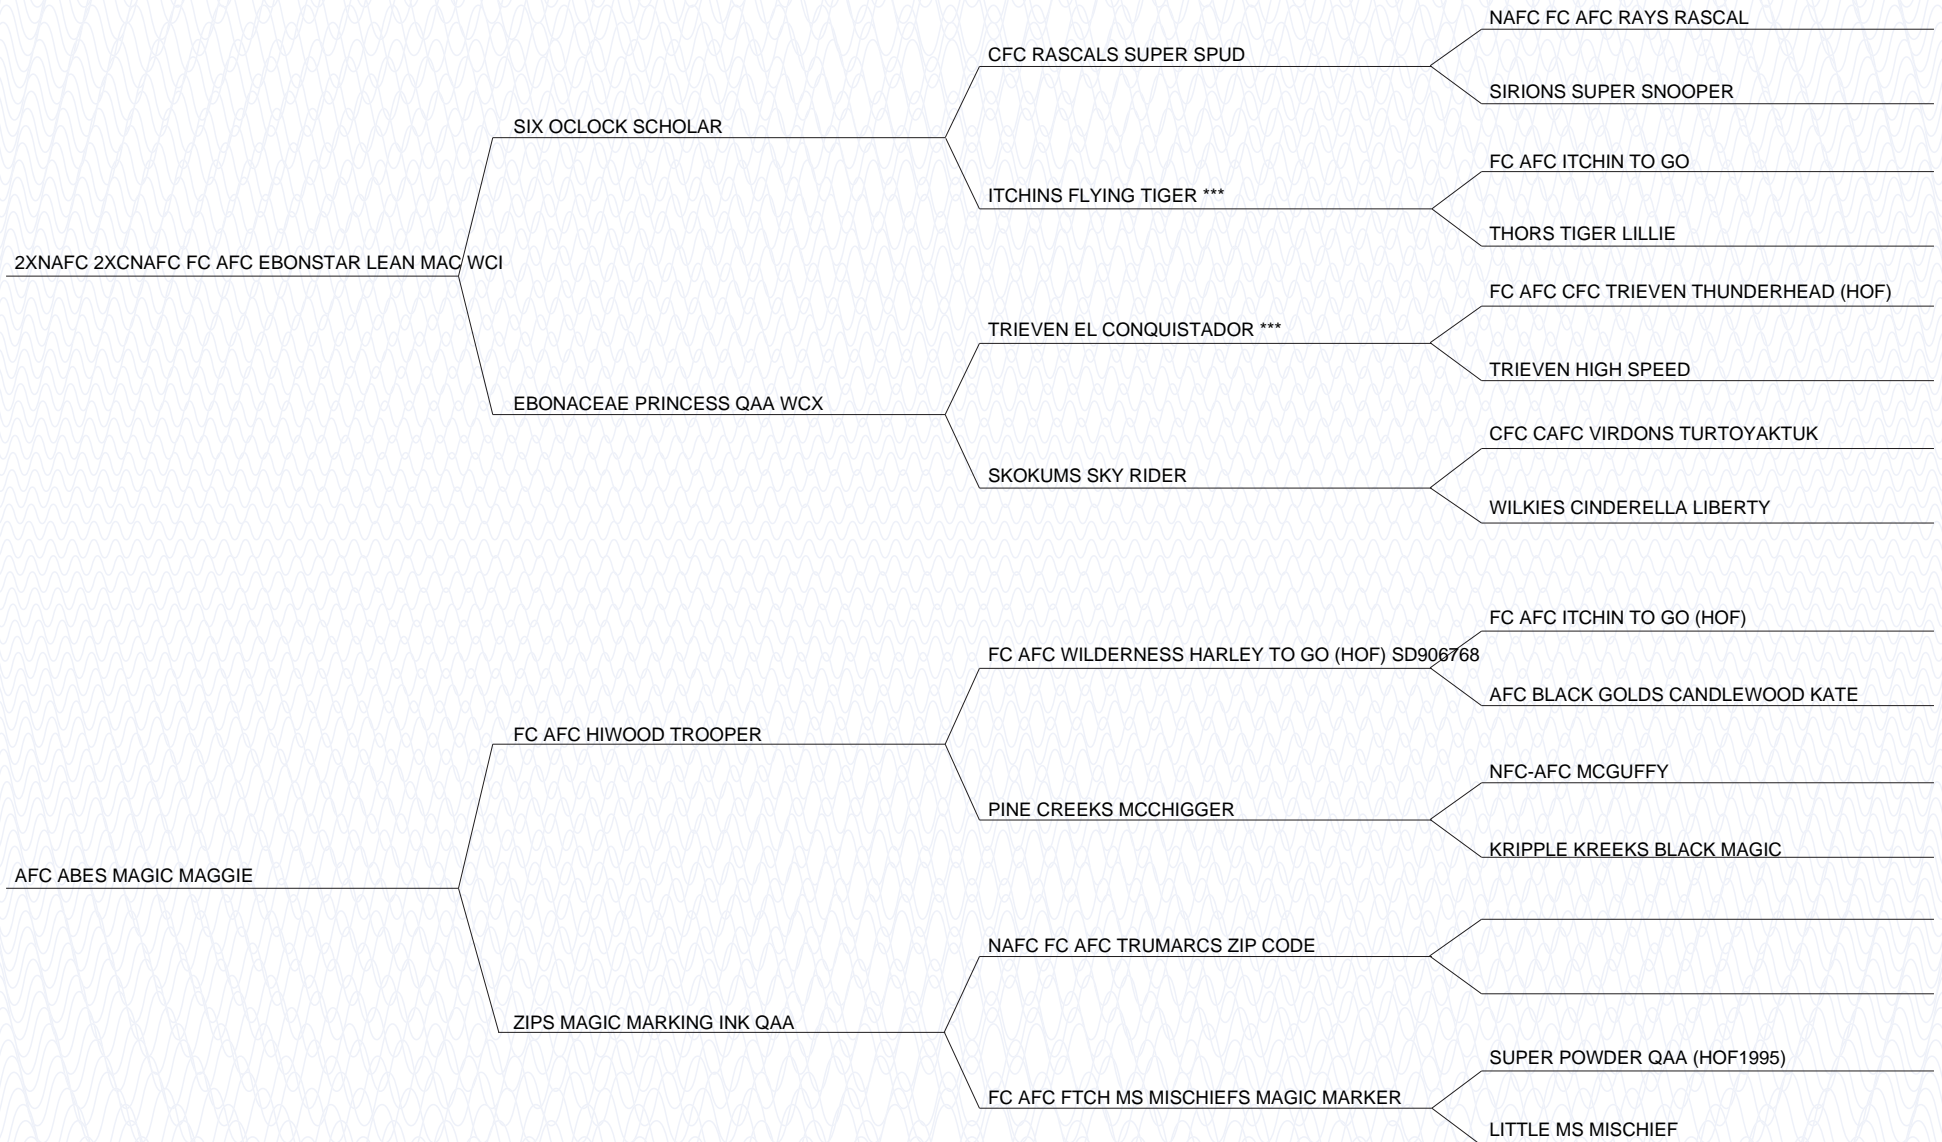 NAFC FC AFC RAYS RASCAL
CFC RASCALS SUPER SPUD
SIRIONS SUPER SNOOPER
SIX OCLOCK SCHOLAR
FC AFC ITCHIN TO GO
ITCHINS FLYING TIGER ***
THORS TIGER LILLIE
2XNAFC 2XCNAFC FC AFC EBONSTAR LEAN MAC WCI
FC AFC CFC TRIEVEN THUNDERHEAD (HOF)
TRIEVEN EL CONQUISTADOR ***
TRIEVEN HIGH SPEED
EBONACEAE PRINCESS QAA WCX
CFC CAFC VIRDONS TURTOYAKTUK
SKOKUMS SKY RIDER
WILKIES CINDERELLA LIBERTY
FC AFC ITCHIN TO GO (HOF)
FC AFC WILDERNESS HARLEY TO GO (HOF) SD906768
AFC BLACK GOLDS CANDLEWOOD KATE
FC AFC HIWOOD TROOPER
NFC-AFC MCGUFFY
PINE CREEKS MCCHIGGER
KRIPPLE KREEKS BLACK MAGIC
AFC ABES MAGIC MAGGIE
NAFC FC AFC TRUMARCS ZIP CODE
ZIPS MAGIC MARKING INK QAA
SUPER POWDER QAA (HOF1995)
FC AFC FTCH MS MISCHIEFS MAGIC MARKER
LITTLE MS MISCHIEF